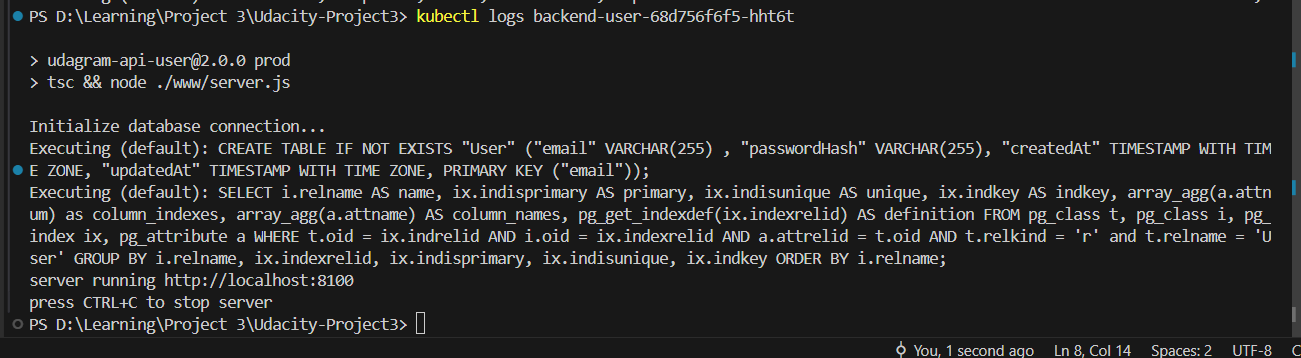 PS D:\Learning\Project 3\Udacity-Project3> kubectl logs backend-user-68d756f6f5-hht6t
> udagram-api-user@2.0.0 prod
> tsc && node ./www/server.js
Initialize database connection...
Executing (default): CREATE TABLE IF NOT EXISTS "User" ("email" VARCHAR(255) , "passwordHash" VARCHAR(255), "createdAt" TIMESTAMP WITH TIM
E ZONE, "updatedAt" TIMESTAMP WITH TIME ZONE, PRIMARY KEY ("email"));
Executing (default): SELECT i.relname AS name, ix.indisprimary AS primary, ix.indisunique AS unique, ix.indkey AS indkey, array_agg(a.attn
um) as column_indexes, array_agg(a.attname) AS column_names, pg_get_indexdef(ix.indexrelid) AS definition FROM pg_class t, pg_class i, pg_
index ix, pg_attribute a WHERE t.oid = ix.indrelid AND i.oid = ix.indexrelid AND a.attrelid = t.oid AND t.relkind = 'r' and t.relname = 'U
ser' GROUP BY i.relname, ix.indexrelid, ix.indisprimary, ix.indisunique, ix.indkey ORDER BY i.relname;
server running http://localhost:8100
press CTRL+C to stop server
PS D:\Learning\Project 3\Udacity-Project3>
You, 1 second ago Ln 8, Col 14 Spaces: 2 UTF-8